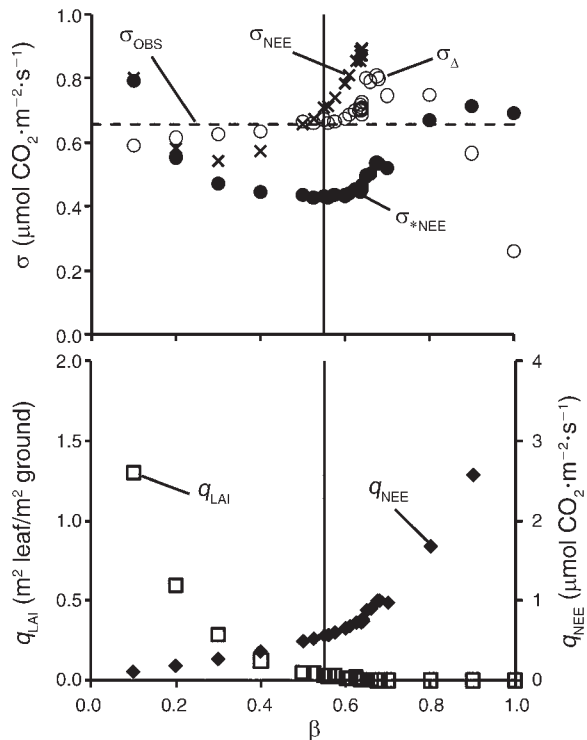 σ (μmol CO₂·m⁻²·s⁻¹)
1.0
0.8
0.6
0.4
0.2
0.0
σOBS
σNEE
σΔ
σ*NEE
qLAI (m² leaf/m² ground)
2.0
1.5
1.0
0.5
0.0
qLAI
qNEE
4
3
2
1
0
qNEE (μmol CO₂·m⁻²·s⁻¹)
0.0 0.2 0.4 0.6 0.8 1.0
β